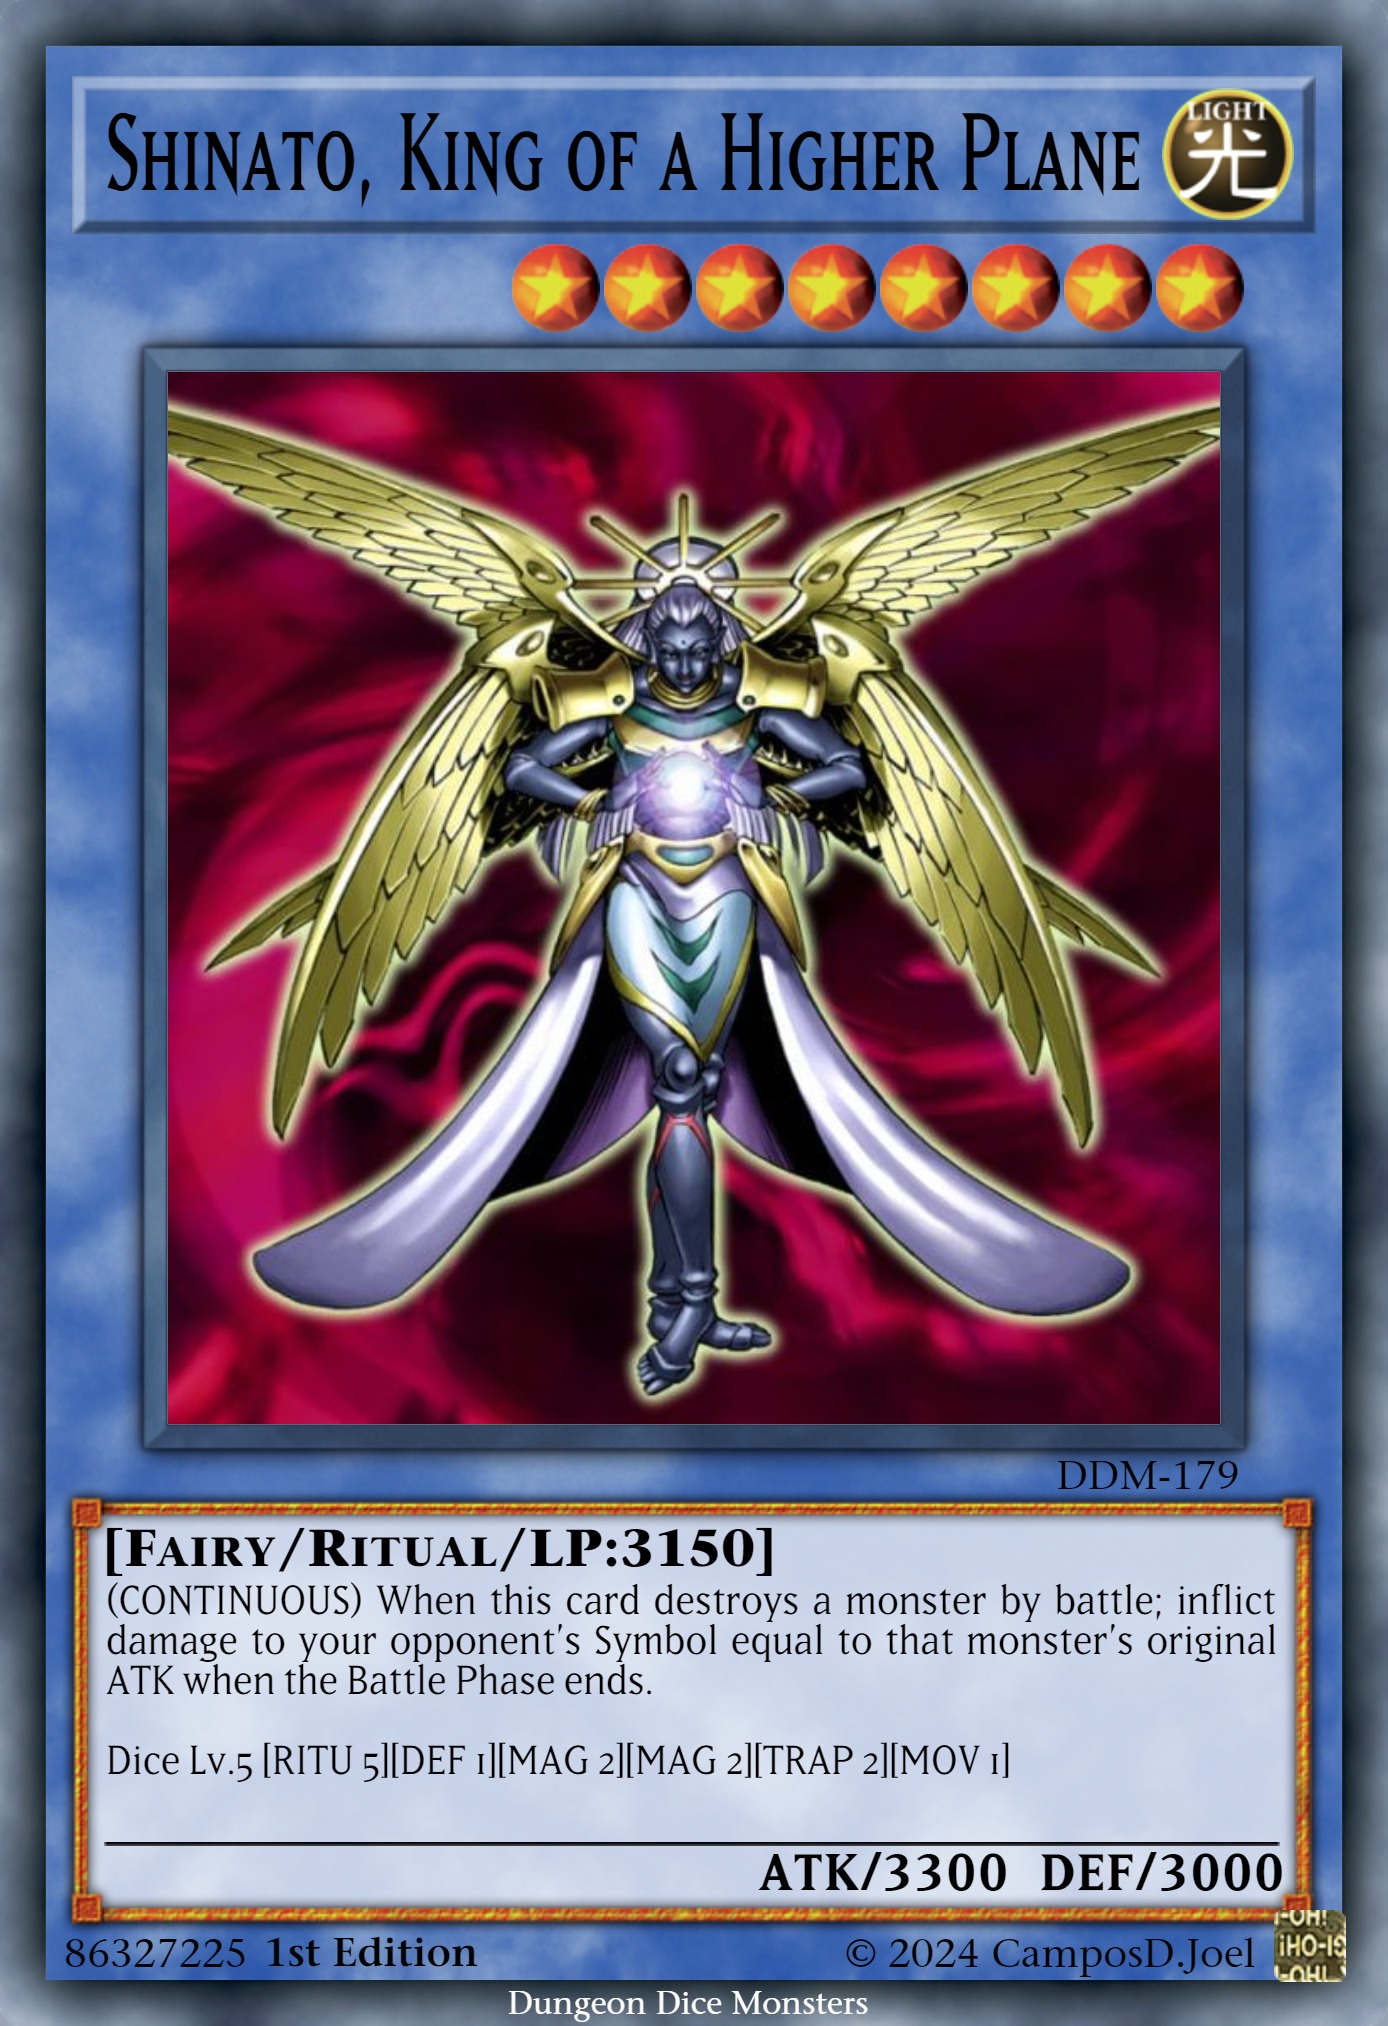 Shinato, King of a Higher Plane
LIGHT
光
DDM-179
[Fairy/Ritual/LP:3150]
(CONTINUOUS) When this card destroys a monster by battle; inflict
damage to your opponent's Symbol equal to that monster's original
ATK when the Battle Phase ends.
Dice Lv.5 [RITU 5][DEF 1][MAG 2][MAG 2][TRAP 2][MOV 1]
ATK/3300 DEF/3000
86327225 1st Edition
© 2024 CamposD.Joel
Dungeon Dice Monsters